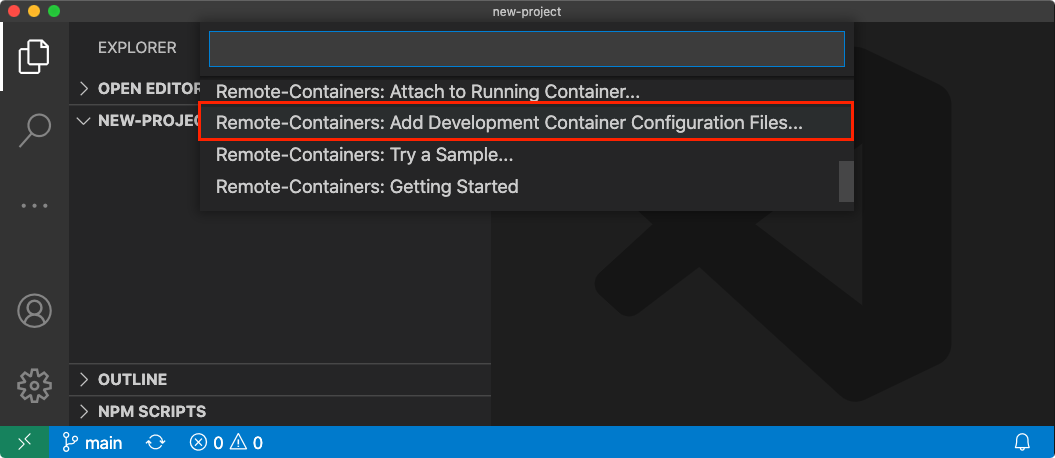 new-project
EXPLORER
OPEN EDITOR
NEW-PROJEC
Remote-Containers: Attach to Running Container...
Remote-Containers: Add Development Container Configuration Files...
Remote-Containers: Try a Sample...
Remote-Containers: Getting Started
OUTLINE
NPM SCRIPTS
main 0 0